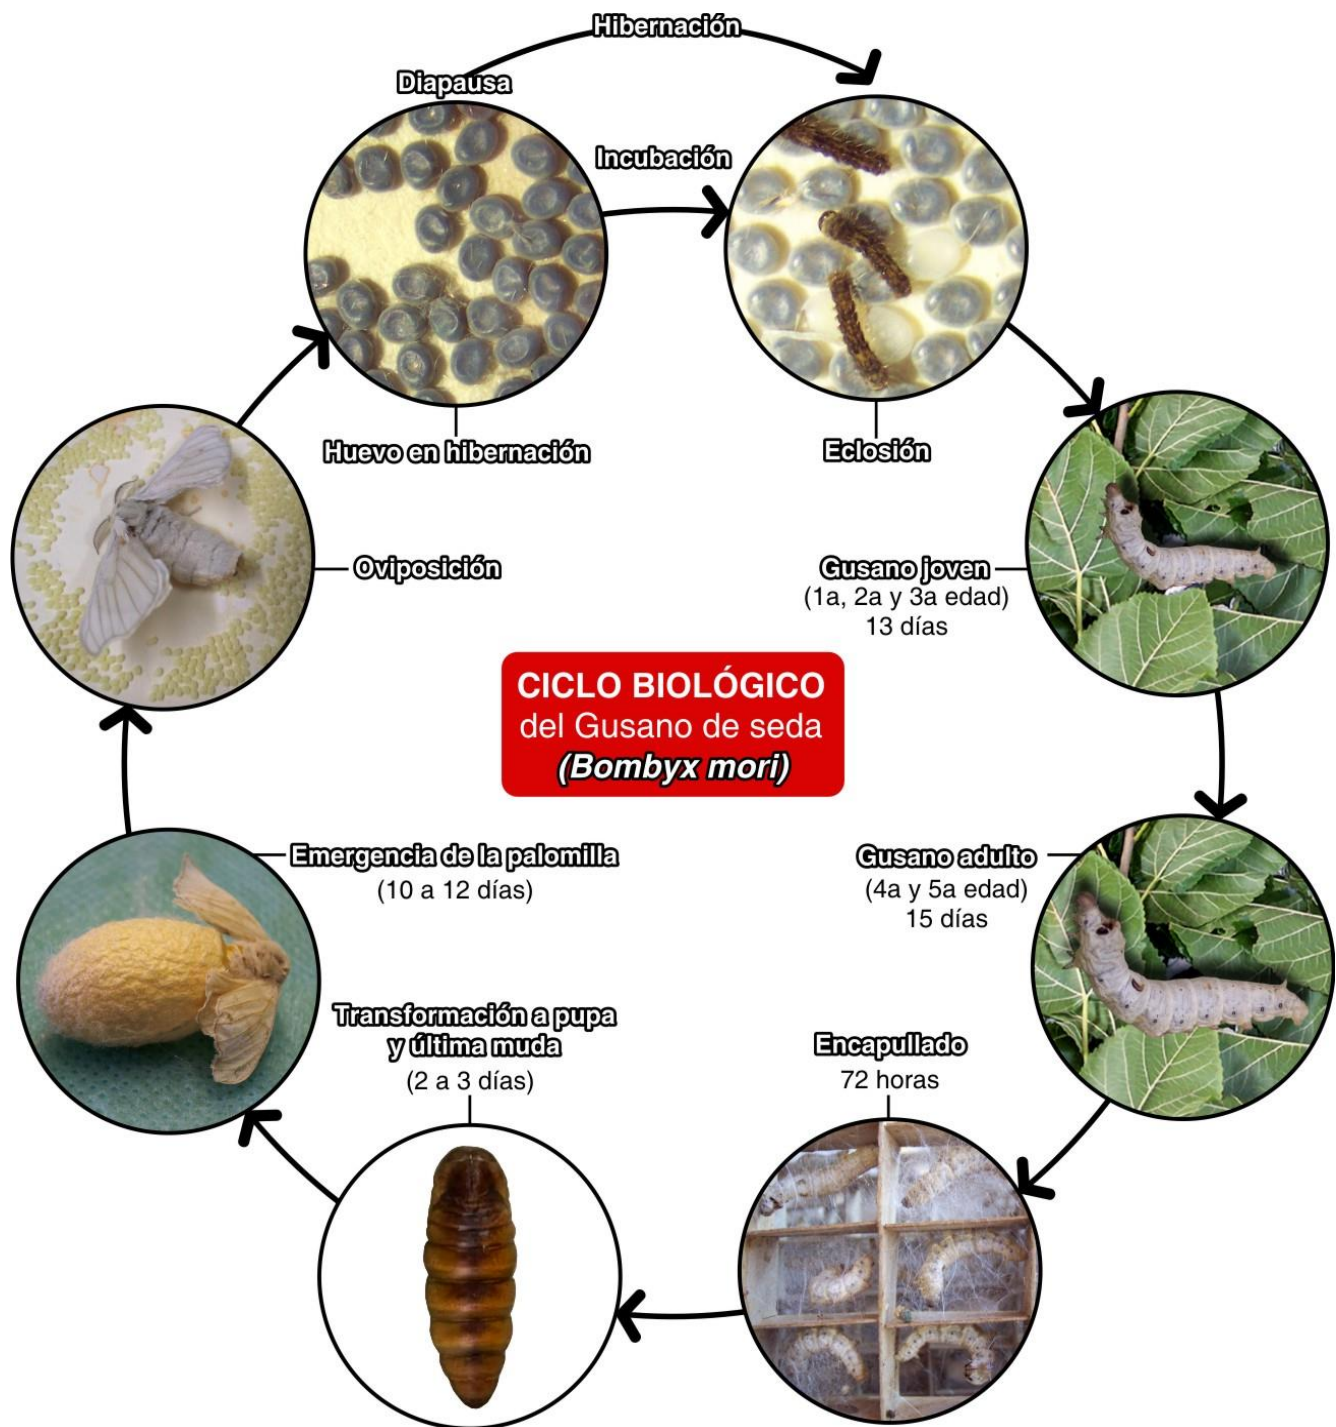 Hibernación
Diapausa
Incubación
Huevo en hibernación
Eclosión
Oviposición
Gusano joven
(1a, 2a y 3a edad)
13 días
CICLO BIOLÓGICO
del Gusano de seda
(Bombyx mori)
Emergencia de la palomilla
(10 a 12 días)
Gusano adulto
(4a y 5a edad)
15 días
Transformación a pupa
y última muda
(2 a 3 días)
Encapullado
72 horas